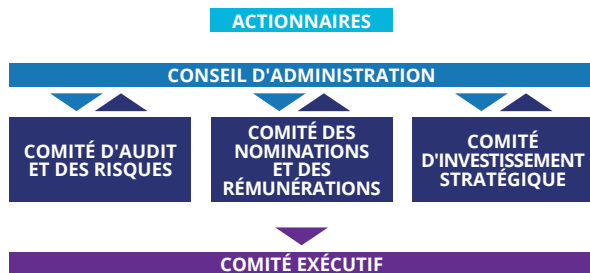 ACTIONNAIRES
CONSEIL D'ADMINISTRATION
COMITÉ D'AUDIT
ET DES RISQUES
COMITÉ DES
NOMINATIONS
ET DES
RÉMUNÉRATIONS
COMITÉ
D'INVESTISSEMENT
STRATÉGIQUE
COMITÉ EXÉCUTIF